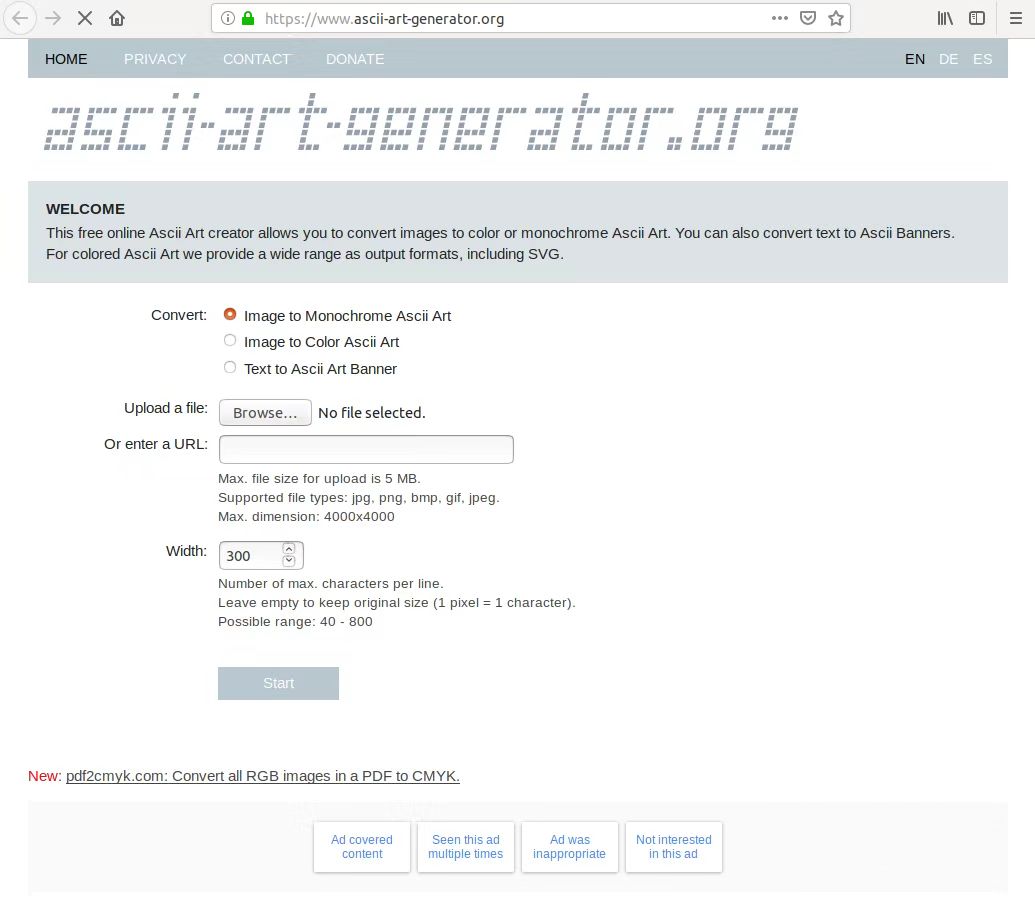 https://www.ascii-art-generator.org
HOME PRIVACY CONTACT DONATE EN DE ES
ascii-art-generator.org
WELCOME
This free online Ascii Art creator allows you to convert images to color or monochrome Ascii Art. You can also convert text to Ascii Banners.
For colored Ascii Art we provide a wide range as output formats, including SVG.
Convert: Image to Monochrome Ascii Art
Image to Color Ascii Art
Text to Ascii Art Banner
Upload a file: Browse... No file selected.
Or enter a URL:
Max. file size for upload is 5 MB.
Supported file types: jpg, png, bmp, gif, jpeg.
Max. dimension: 4000x4000
Width: 300
Number of max. characters per line.
Leave empty to keep original size (1 pixel = 1 character).
Possible range: 40 - 800
Start
New: pdf2cmyk.com: Convert all RGB images in a PDF to CMYK.
Ad covered content
Seen this ad multiple times
Ad was inappropriate
Not interested in this ad